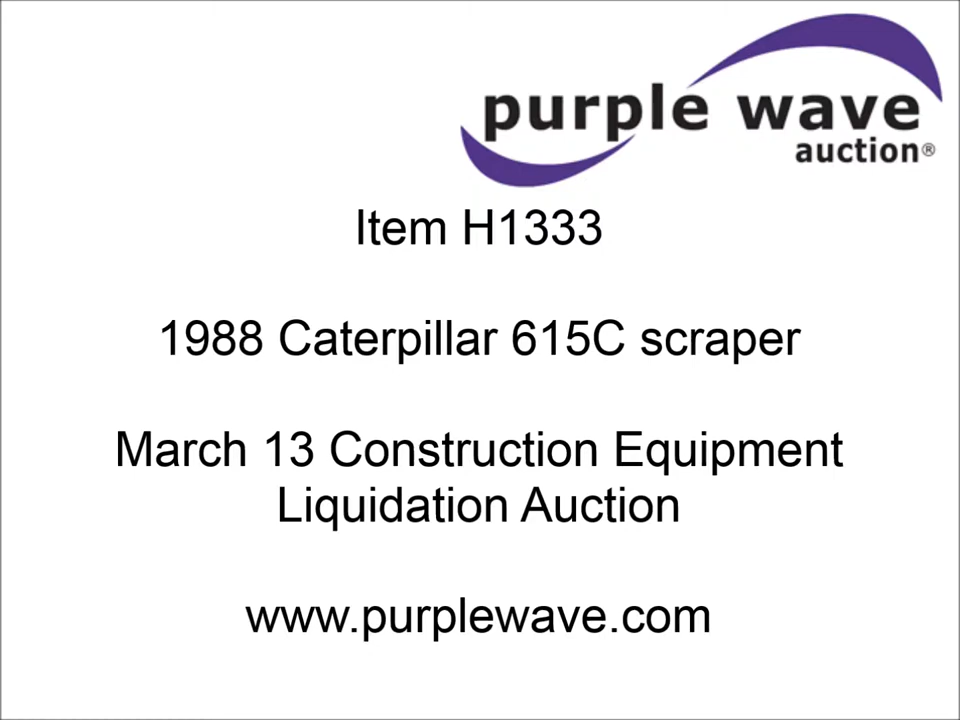 purple wave
auction®
Item H1333
1988 Caterpillar 615C scraper
March 13 Construction Equipment
Liquidation Auction
www.purplewave.com